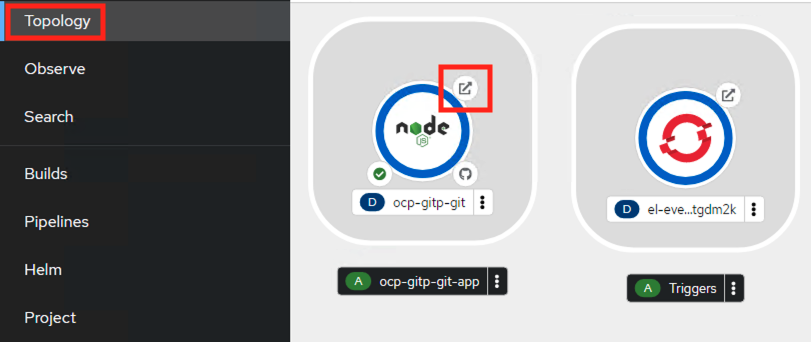 Topology
Observe
Search
Builds
Pipelines
Helm
Project
node
JS
D ocp-gitp-git
A ocp-gitp-git-app
D el-eve...tgdm2k
A Triggers